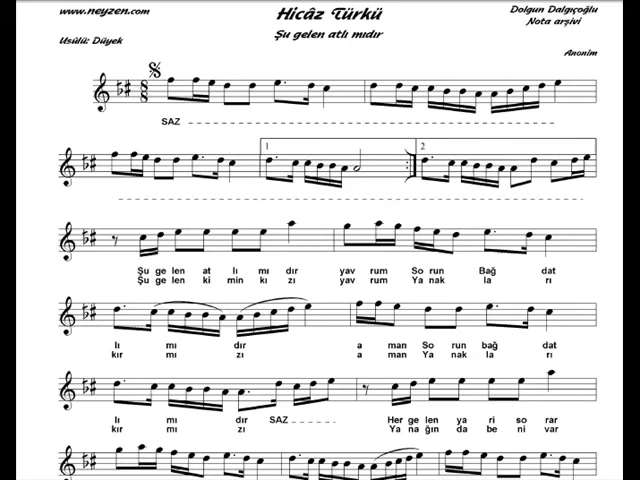 www.neyzen.com
Hicâz Türkü
Dolgun Dalgıçoğlu
Nota arşivi
Usûlü: Düyek
Şu gelen atlı mıdır
Anonim
8
8
SAZ
1
2
Şu ge len at lı mı dır yav rum So run Bağ dat
Şu ge len ki min kı zı yav rum Ya nak la rı
lı mı dır a man So run bağ dat
kır mı zı a man Ya nak la rı
lı mı dır SAZ Her ge len ya ri so rar
kır mı zı Ya na ğın da be ni var